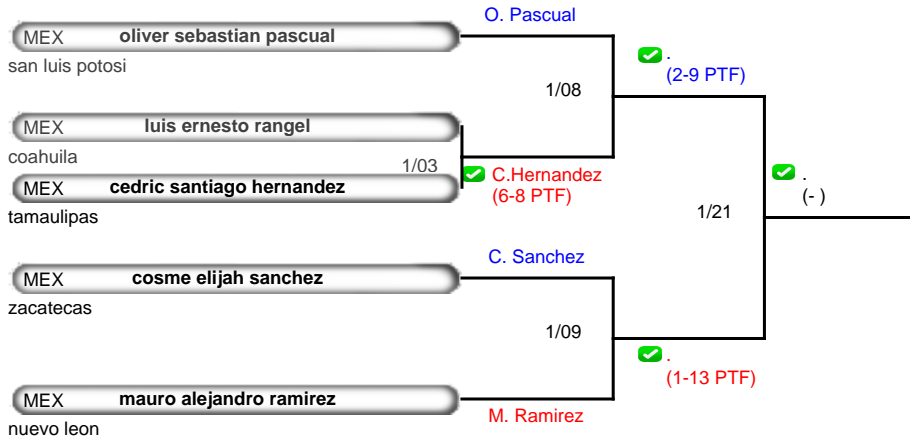 O. Pascual
MEX oliver sebastian pascual
san luis potosi
.
(2-9 PTF)
1/08
MEX luis ernesto rangel
coahuila
1/03
C.Hernandez
(6-8 PTF)
MEX cedric santiago hernandez
tamaulipas
.
(- )
1/21
C. Sanchez
MEX cosme elijah sanchez
zacatecas
1/09
.
(1-13 PTF)
MEX mauro alejandro ramirez
nuevo leon
M. Ramirez